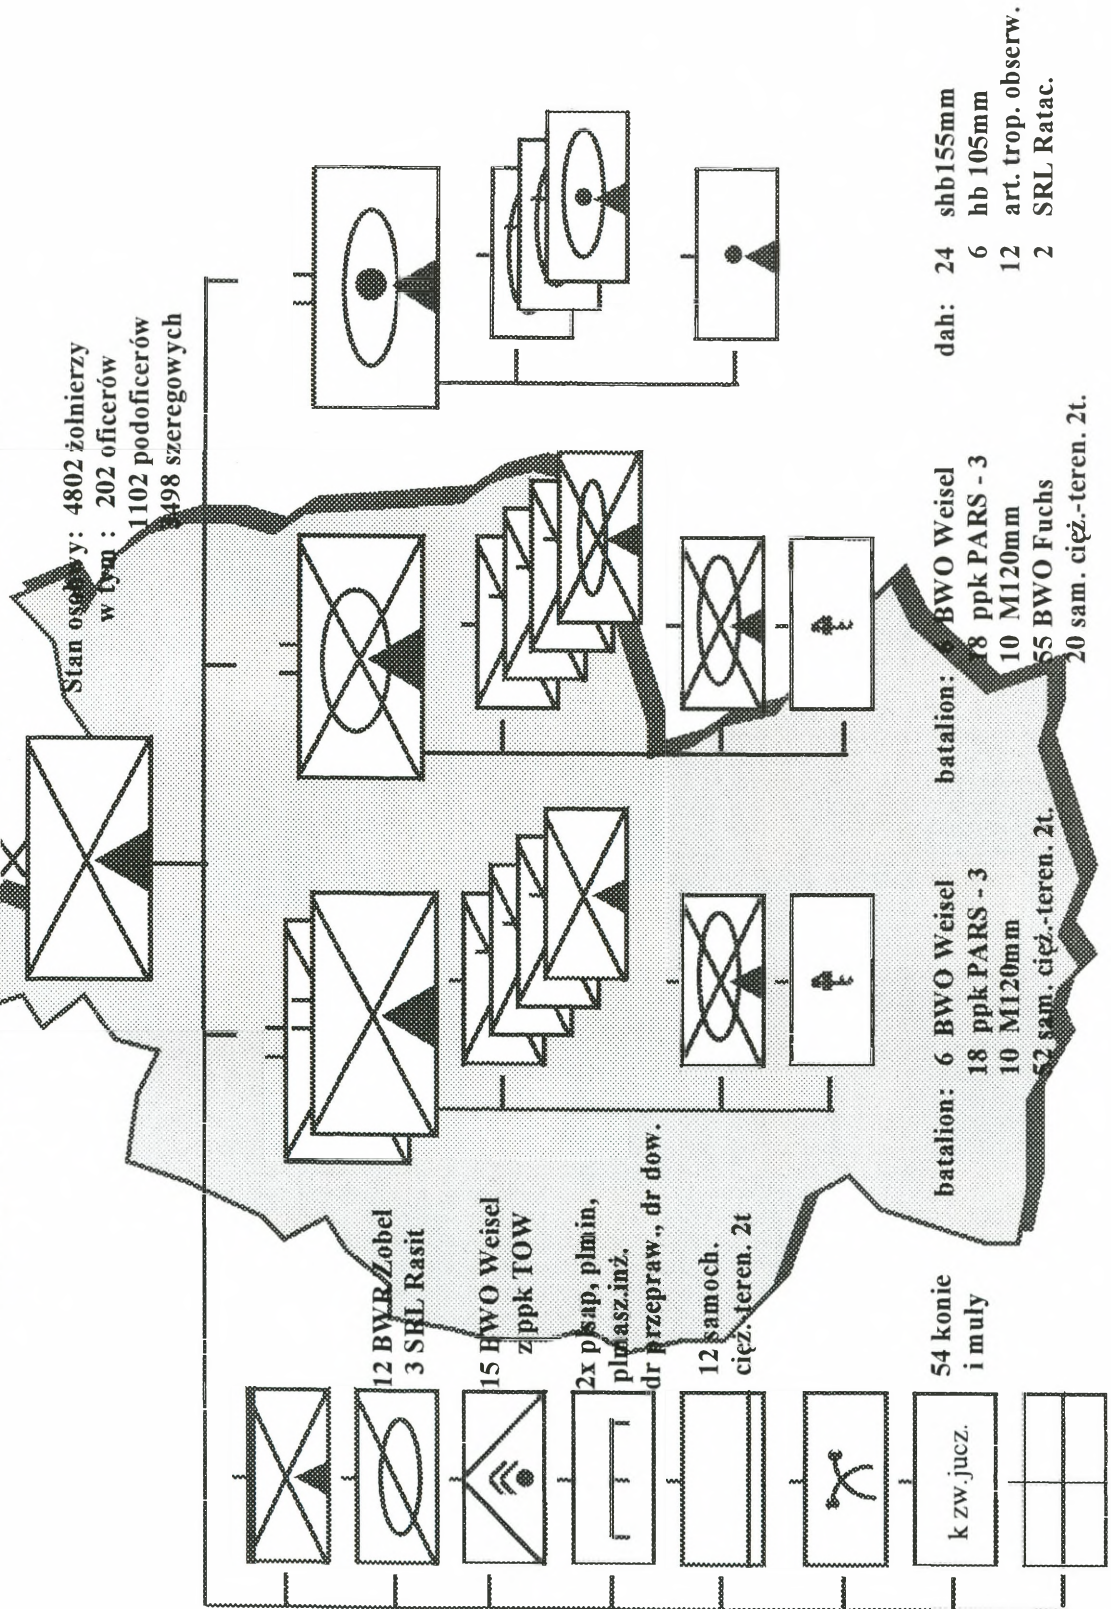 Stan osobowy: 4802 żołnierzy
w tym : 202 oficerów
1102 podoficerów
3498 szeregowych
12 BWR Zobel
3 SRL Rasit
15 BWO Weisel
z ppk TOW
2x plsap, plmin,
plmasz.inż.
dr przepraw., dr dow.
12 samoch.
cięż. teren. 2t
k zw.jucz.
54 konie
i muły
batalion: 6 BWO Weisel
18 ppk PARS - 3
10 M120mm
52 sam. cięż.-teren. 2t.
batalion: 6 BWO Weisel
18 ppk PARS - 3
10 M120mm
55 BWO Fuchs
20 sam. cięż.-teren. 2t.
dah: 24 shb155mm
6 hb 105mm
12 art. trop. obserw.
2 SRL Ratac.